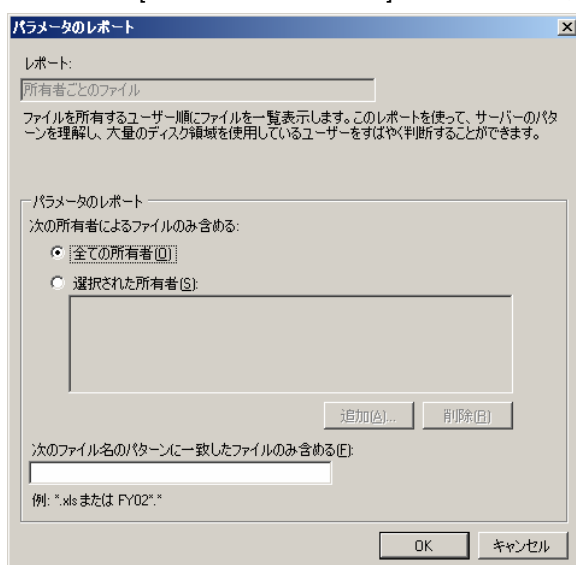 パラメータのレポート
レポート:
所有者ごとのファイル
ファイルを所有するユーザー順にファイルを一覧表示します。このレポートを使って、サーバーのパタ
ーンを理解し、大量のディスク領域を使用しているユーザーをすばやく判断することができます。
パラメータのレポート
次の所有者によるファイルのみ含める:
全ての所有者(O)
選択された所有者(S):
追加(A)... 削除(R)
次のファイル名のパターンに一致したファイルのみ含める(F):
例: *.xls または FY02*.*
OK キャンセル